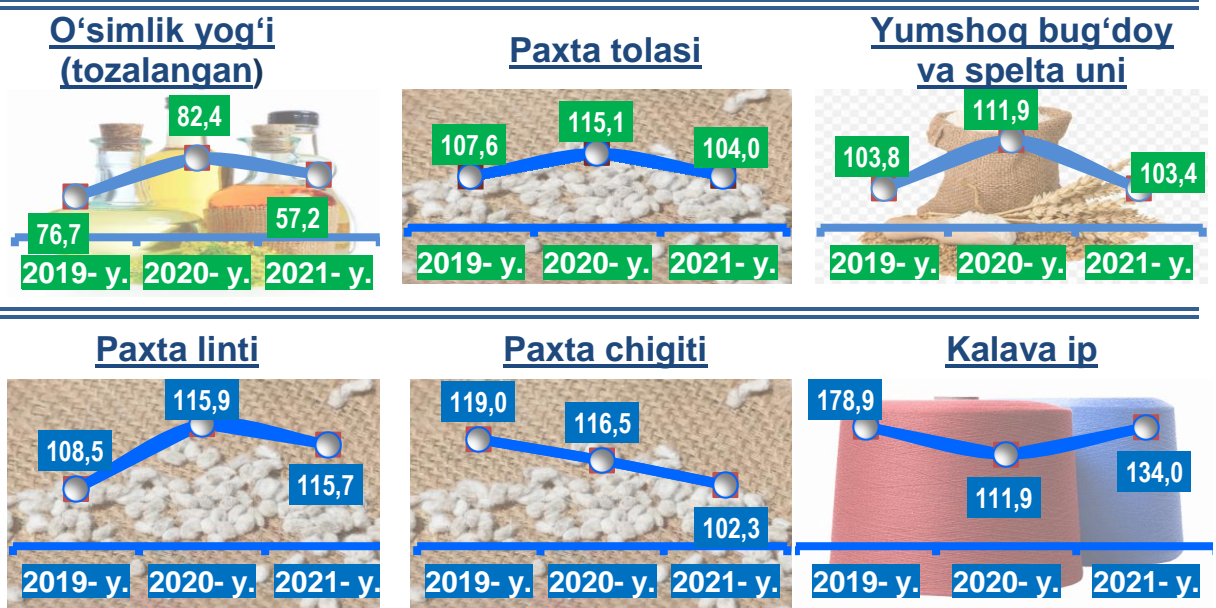 O‘simlik yog‘i
(tozalangan)
82,4
76,7
57,2
2019- y. 2020- y. 2021- y.
Paxta tolasi
107,6
115,1
104,0
2019- y. 2020- y. 2021- y.
Yumshoq bug‘doy
va spelta uni
111,9
103,8
103,4
2019- y. 2020- y. 2021- y.
Paxta linti
115,9
108,5
115,7
2019- y. 2020- y. 2021- y.
Paxta chigiti
119,0
116,5
102,3
2019- y. 2020- y. 2021- y.
Kalava ip
178,9
111,9
134,0
2019- y. 2020- y. 2021- y.